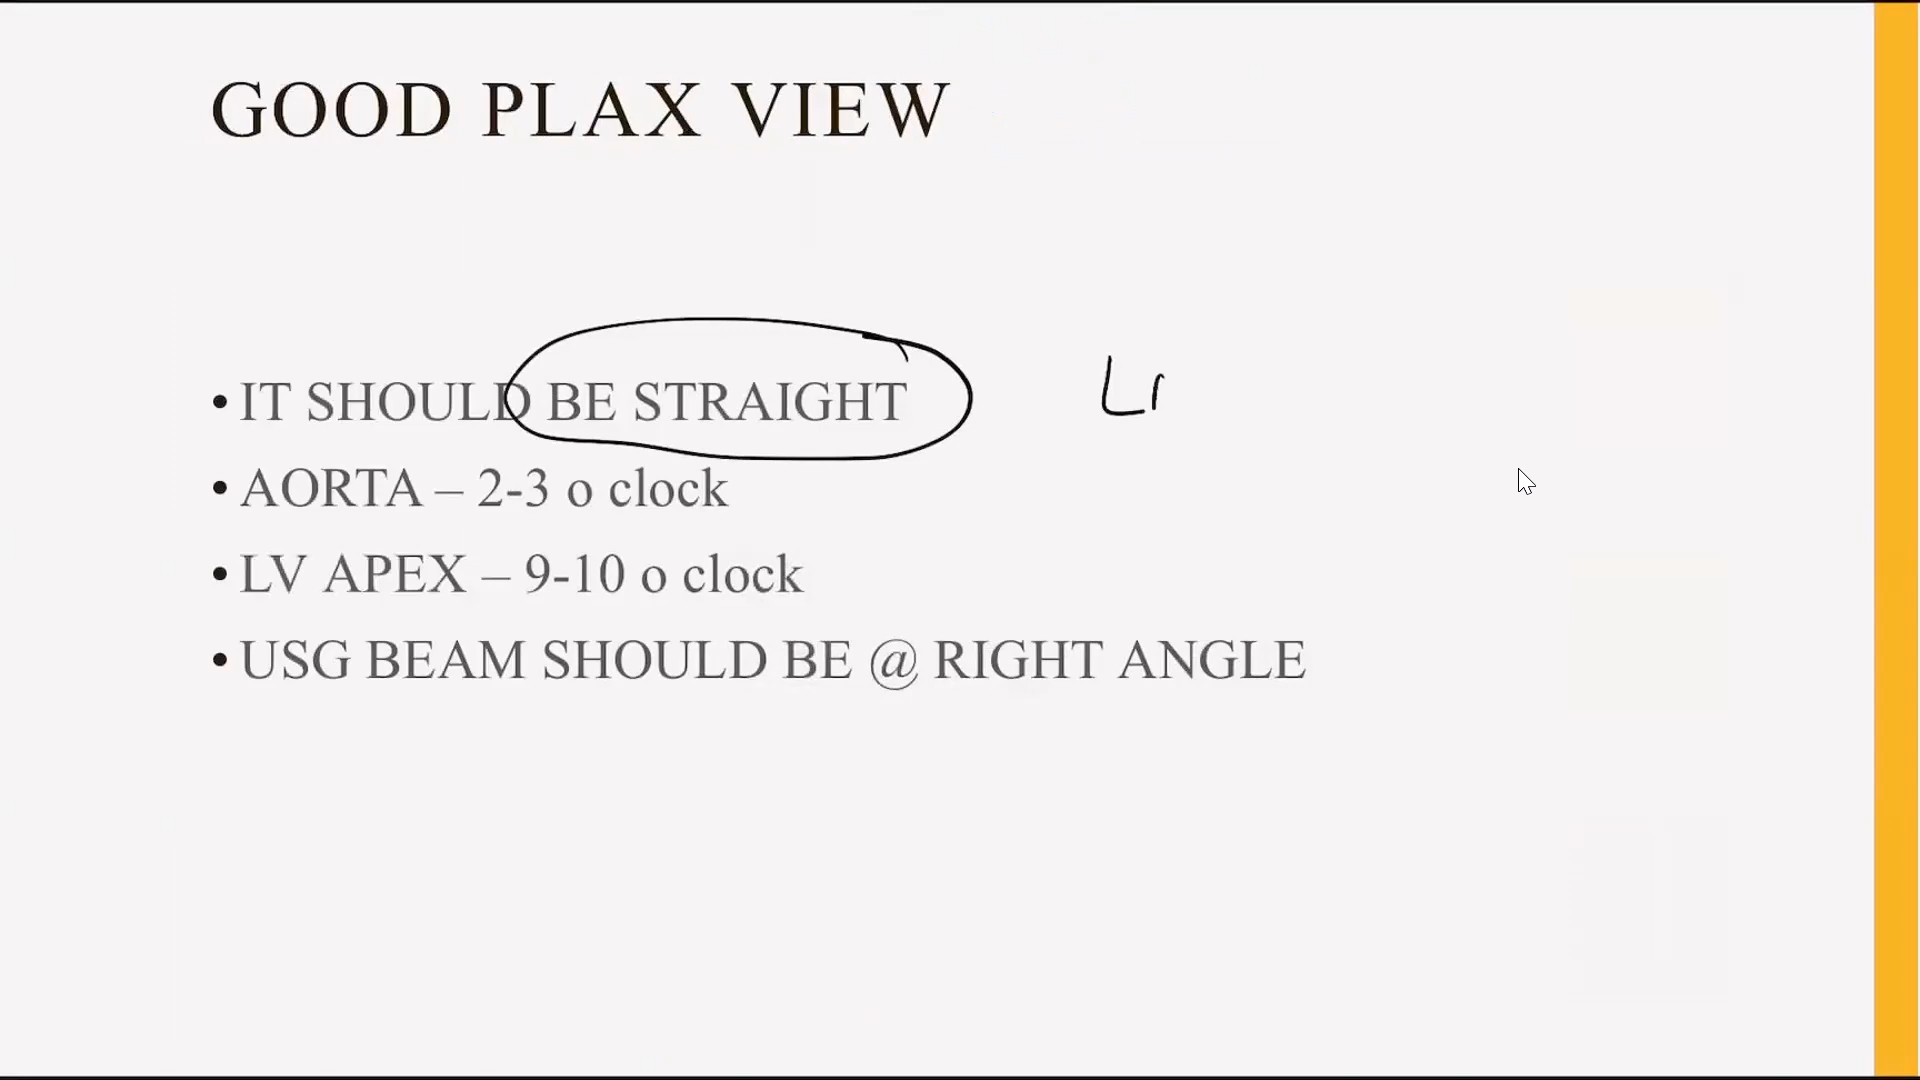 GOOD PLAX VIEW
• IT SHOULD BE STRAIGHT
Lr
• AORTA – 2-3 o clock
• LV APEX – 9-10 o clock
• USG BEAM SHOULD BE @ RIGHT ANGLE